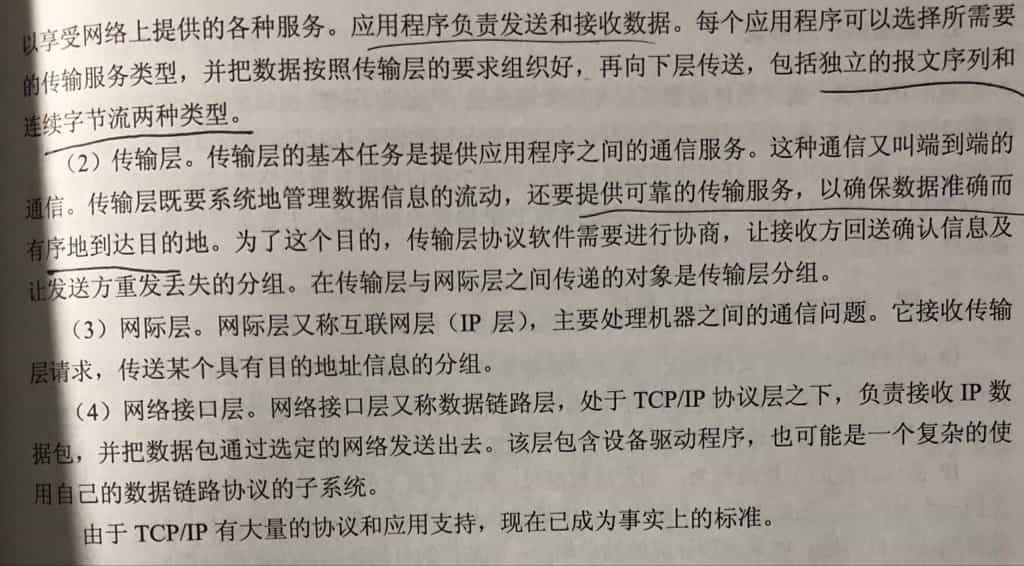 以享受网络上提供的各种服务。应用程序负责发送和接收数据。每个应用程序可以选择所需要
的传输服务类型，并把数据按照传输层的要求组织好，再向下层传送，包括独立的报文序列和
连续字节流两种类型。
（2）传输层。传输层的基本任务是提供应用程序之间的通信服务。这种通信又叫端到端的
通信。传输层既要系统地管理数据信息的流动，还要提供可靠的传输服务，以确保数据准确而
有序地到达目的地。为了这个目的，传输层协议软件需要进行协商，让接收方回送确认信息及
让发送方重发丢失的分组。在传输层与网际层之间传递的对象是传输层分组。
（3）网际层。网际层又称互联网层（IP 层），主要处理机器之间的通信问题。它接收传输
层请求，传送某个具有目的地址信息的分组。
（4）网络接口层。网络接口层又称数据链路层，处于 TCP/IP 协议层之下，负责接收 IP 数
据包，并把数据包通过选定的网络发送出去。该层包含设备驱动程序，也可能是一个复杂的使
用自己的数据链路协议的子系统。
由于 TCP/IP 有大量的协议和应用支持，现在已成为事实上的标准。